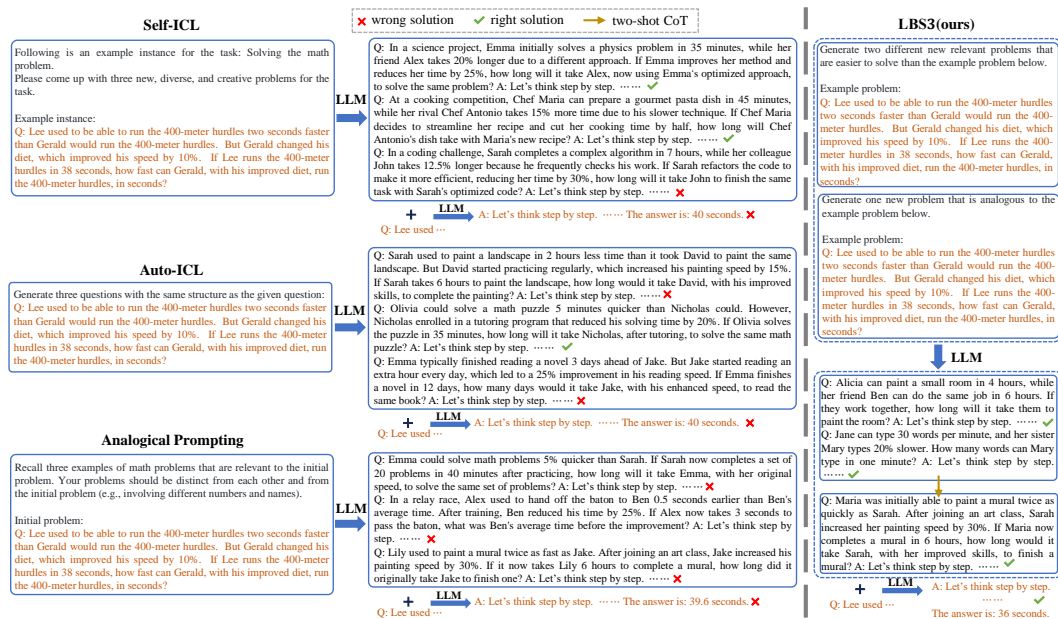 wrong solution
right solution
two-shot CoT
Self-ICL
Following is an example instance for the task: Solving the math
problem.
Please come up with three new, diverse, and creative problems for the
task.
Example instance:
Q: Lee used to be able to run the 400-meter hurdles two seconds faster
than Gerald would run the 400-meter hurdles. But Gerald changed his
diet, which improved his speed by 10%. If Lee runs the 400-meter
hurdles in 38 seconds, how fast can Gerald, with his improved diet, run
the 400-meter hurdles, in seconds?
LLM
Q: In a science project, Emma initially solves a physics problem in 35 minutes, while her
friend Alex takes 20% longer due to a different approach. If Emma improves her method and
reduces her time by 25%, how long will it take Alex, now using Emma's optimized approach,
to solve the same problem? A: Let's think step by step. ⋯⋯
Q: At a cooking competition, Chef Maria can prepare a gourmet pasta dish in 45 minutes,
while her rival Chef Antonio takes 15% more time due to his slower technique. If Chef Maria
decides to streamline her recipe and cut her cooking time by half, how long will Chef
Antonio's dish take with Maria's new recipe? A: Let's think step by step. ⋯⋯
Q: In a coding challenge, Sarah completes a complex algorithm in 7 hours, while her colleague
John takes 12.5% longer because he frequently checks his work. If Sarah refactors the code to
make it more efficient, reducing her time by 30%, how long will it take John to finish the same
task with Sarah's optimized code? A: Let's think step by step. ⋯⋯
+
LLM
A: Let's think step by step. ⋯⋯ The answer is: 40 seconds.
Q: Lee used ⋯
Auto-ICL
Generate three questions with the same structure as the given question:
Q: Lee used to be able to run the 400-meter hurdles two seconds faster
than Gerald would run the 400-meter hurdles. But Gerald changed his
diet, which improved his speed by 10%. If Lee runs the 400-meter
hurdles in 38 seconds, how fast can Gerald, with his improved diet, run
the 400-meter hurdles, in seconds?
LLM
Q: Sarah used to paint a landscape in 2 hours less time than it took David to paint the same
landscape. But David started practicing regularly, which increased his painting speed by 15%.
If Sarah takes 6 hours to paint the landscape, how long would it take David, with his improved
skills, to complete the painting? A: Let's think step by step. ⋯⋯
Q: Olivia could solve a math puzzle 5 minutes quicker than Nicholas could. However,
Nicholas enrolled in a tutoring program that reduced his solving time by 20%. If Olivia solves
the puzzle in 35 minutes, how long will it take Nicholas, after tutoring, to solve the same math
puzzle? A: Let's think step by step. ⋯⋯
Q: Emma typically finished reading a novel 3 days ahead of Jake. But Jake started reading an
extra hour every day, which led to a 25% improvement in his reading speed. If Emma finishes
a novel in 12 days, how many days would it take Jake, with his enhanced speed, to read the
same book? A: Let's think step by step. ⋯⋯
+
LLM
A: Let's think step by step. ⋯⋯ The answer is: 40 seconds.
Q: Lee used ⋯
Analogical Prompting
Recall three examples of math problems that are relevant to the initial
problem. Your problems should be distinct from each other and from
the initial problem (e.g., involving different numbers and names).
Initial problem:
Q: Lee used to be able to run the 400-meter hurdles two seconds faster
than Gerald would run the 400-meter hurdles. But Gerald changed his
diet, which improved his speed by 10%. If Lee runs the 400-meter
hurdles in 38 seconds, how fast can Gerald, with his improved diet, run
the 400-meter hurdles, in seconds?
LLM
Q: Emma could solve math problems 5% quicker than Sarah. If Sarah now completes a set of
20 problems in 40 minutes after practicing, how long will it take Emma, with her original
speed, to solve the same set of problems? A: Let's think step by step. ⋯⋯
Q: In a relay race, Alex used to hand off the baton to Ben 0.5 seconds earlier than Ben's
average time. After training, Ben reduced his time by 25%. If Alex now takes 3 seconds to
pass the baton, what was Ben's average time before the improvement? A: Let's think step by
step. ⋯⋯
Q: Lily used to paint a mural twice as fast as Jake. After joining an art class, Jake increased his
painting speed by 30%. If it now takes Lily 6 hours to complete a mural, how long did it
originally take Jake to finish one? A: Let's think step by step. ⋯⋯
+
LLM
A: Let's think step by step. ⋯⋯ The answer is: 39.6 seconds.
Q: Lee used ⋯
LBS3(ours)
Generate two different new relevant problems that
are easier to solve than the example problem below.
Example problem:
Q: Lee used to be able to run the 400-meter hurdles
two seconds faster than Gerald would run the 400-
meter hurdles. But Gerald changed his diet,
which improved his speed by 10%. If Lee runs the
400-meter hurdles in 38 seconds, how fast can Gerald,
with his improved diet, run the 400-meter hurdles, in
seconds?
Generate one new problem that is analogous to the
example problem below.
Example problem:
Q: Lee used to be able to run the 400-meter hurdles
two seconds faster than Gerald would run the 400-
meter hurdles. But Gerald changed his diet,
which improved his speed by 10%. If Lee runs the
400-meter hurdles in 38 seconds, how fast can Gerald,
with his improved diet, run the 400-meter hurdles, in
seconds?
LLM
Q: Alicia can paint a small room in 4 hours, while
her friend Ben can do the same job in 6 hours. If
they work together, how long will it take them to
paint the room? A: Let's think step by step. ⋯⋯
Q: Jane can type 30 words per minute, and her sister
Mary types 20% slower. How many words can Mary
type in one minute? A: Let's think step by step.
⋯⋯
Q: Maria was initially able to paint a mural twice as
quickly as Sarah. After joining an art class, Sarah
increased her painting speed by 30%. If Maria now
completes a mural in 6 hours, how long would it
take Sarah, with her improved skills, to finish a
mural? A: Let's think step by step. ⋯⋯
+
LLM
A: Let's think step by step.
⋯⋯
Q: Lee used ⋯
The answer is: 36 seconds.